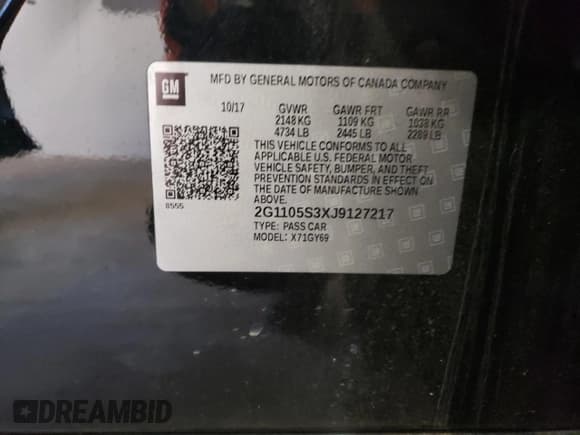 GM
MFD BY GENERAL MOTORS OF CANADA COMPANY
10/17 GVWR GAWR FRT GAWR RR
2148 KG 1109 KG 1038 KG
4734 LB 2445 LB 2289 LB
THIS VEHICLE CONFORMS TO ALL
APPLICABLE U.S. FEDERAL MOTOR
VEHICLE SAFETY, BUMPER, AND THEFT
PREVENTION STANDARDS IN EFFECT ON
THE DATE OF MANUFACTURE SHOWN
ABOVE.
8555
2G1105S3XJ9127217
TYPE: PASS CAR
MODEL: X71GY69
DREAMBID